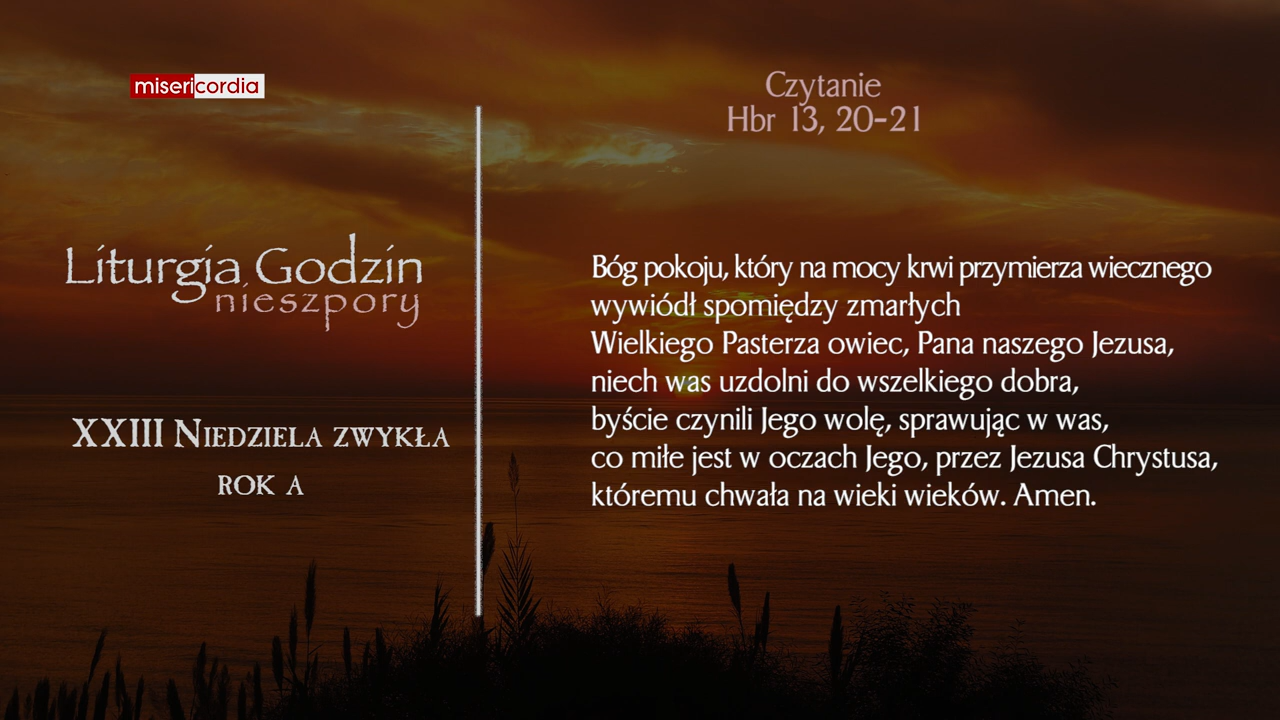 misericordia
Liturgia Godzin
nieszpory
XXIII Niedziela zwykła
rok A
Czytanie
Hbr 13, 20-21
Bóg pokoju, który na mocy krwi przymierza wiecznego
wywiódł spomiędzy zmarłych
Wielkiego Pasterza owiec, Pana naszego Jezusa,
niech was uzdolni do wszelkiego dobra,
byście czynili Jego wolę, sprawując w was,
co miłe jest w oczach Jego, przez Jezusa Chrystusa,
któremu chwała na wieki wieków. Amen.